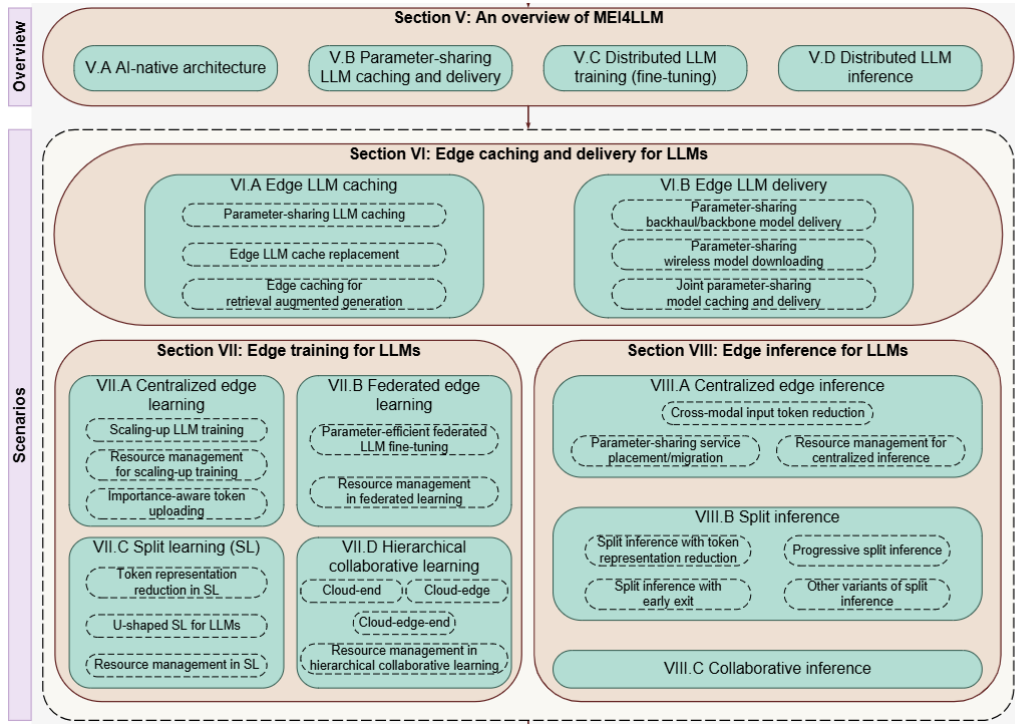 Overview
Section V: An overview of MEI4LLM
V.A AI-native architecture
V.B Parameter-sharing
LLM caching and delivery
V.C Distributed LLM
training (fine-tuning)
V.D Distributed LLM
inference
Scenarios
Section VI: Edge caching and delivery for LLMs
VI.A Edge LLM caching
Parameter-sharing LLM caching
Edge LLM cache replacement
Edge caching for
retrieval augmented generation
VI.B Edge LLM delivery
Parameter-sharing
backhaul/backbone model delivery
Parameter-sharing
wireless model downloading
Joint parameter-sharing
model caching and delivery
Section VII: Edge training for LLMs
VII.A Centralized edge
learning
Scaling-up LLM training
Resource management
for scaling-up training
Importance-aware token
uploading
VII.B Federated edge
learning
Parameter-efficient federated
LLM fine-tuning
Resource management
in federated learning
VII.C Split learning (SL)
Token representation
reduction in SL
U-shaped SL for LLMs
Resource management in SL
VII.D Hierarchical
collaborative learning
Cloud-end
Cloud-edge
Cloud-edge-end
Resource management in
hierarchical collaborative learning
Section VIII: Edge inference for LLMs
VIII.A Centralized edge inference
Cross-modal input token reduction
Parameter-sharing service
placement/migration
Resource management for
centralized inference
VIII.B Split inference
Split inference with token
representation reduction
Progressive split inference
Split inference with
early exit
Other variants of split
inference
VIII.C Collaborative inference